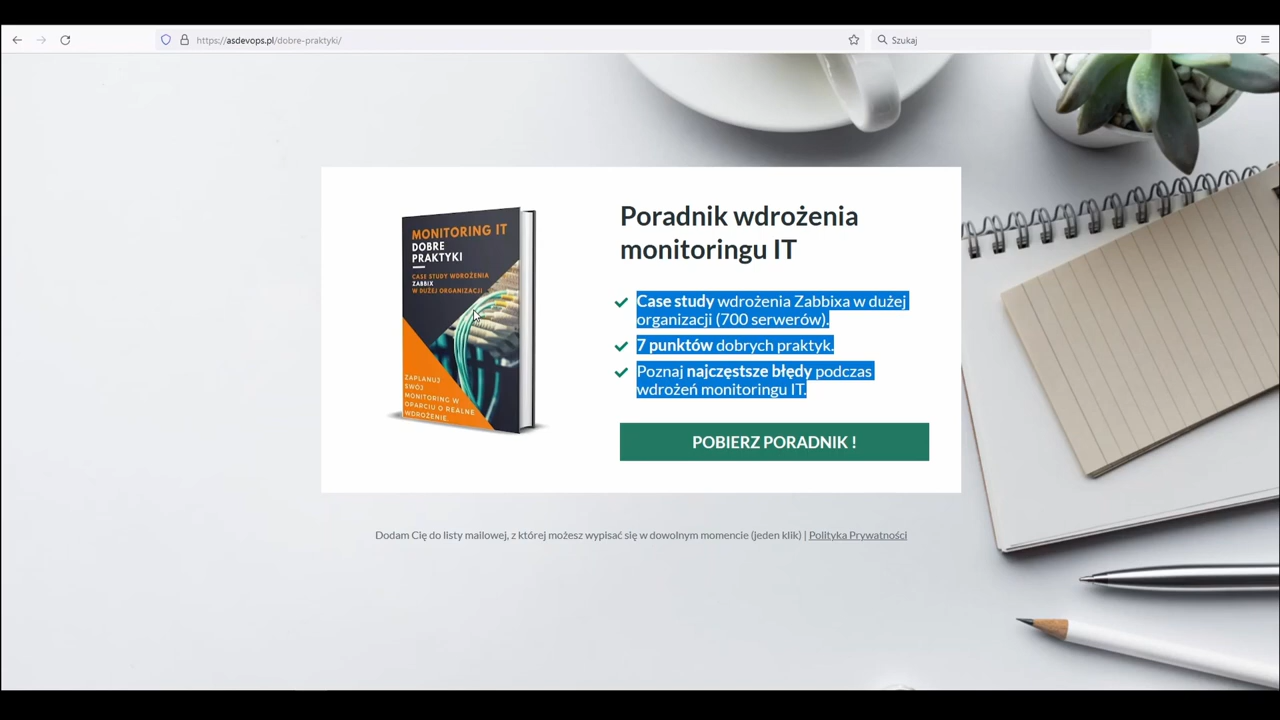 https://asdevops.pl/dobre-praktyki/
Szukaj
MONITORING IT
DOBRE
PRAKTYKI
CASE STUDY WDROŻENIA
ZABBIX
W DUŻEJ ORGANIZACJI
ZAPLANUJ
SWÓJ
MONITORING W
OPARCIU O REALNE
WDROŻENIE
Poradnik wdrożenia
monitoringu IT
Case study wdrożenia Zabbixa w dużej
organizacji (700 serwerów).
7 punktów dobrych praktyk.
Poznaj najczęstsze błędy podczas
wdrożeń monitoringu IT.
POBIERZ PORADNIK !
Dodam Cię do listy mailowej, z której możesz wypisać się w dowolnym momencie (jeden klik) | Polityka Prywatności